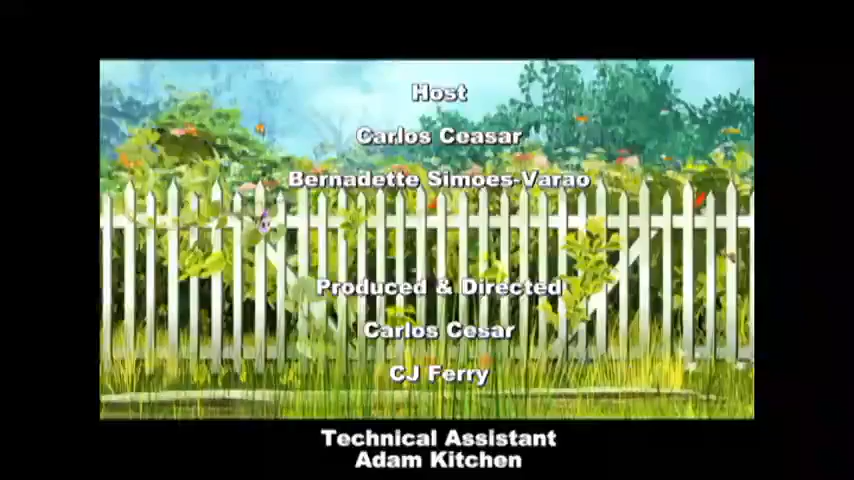 Host
Carlos Ceasar
Bernadette Simoes-Varao
Produced & Directed
Carlos Cesar
CJ Ferry
Technical Assistant
Adam Kitchen